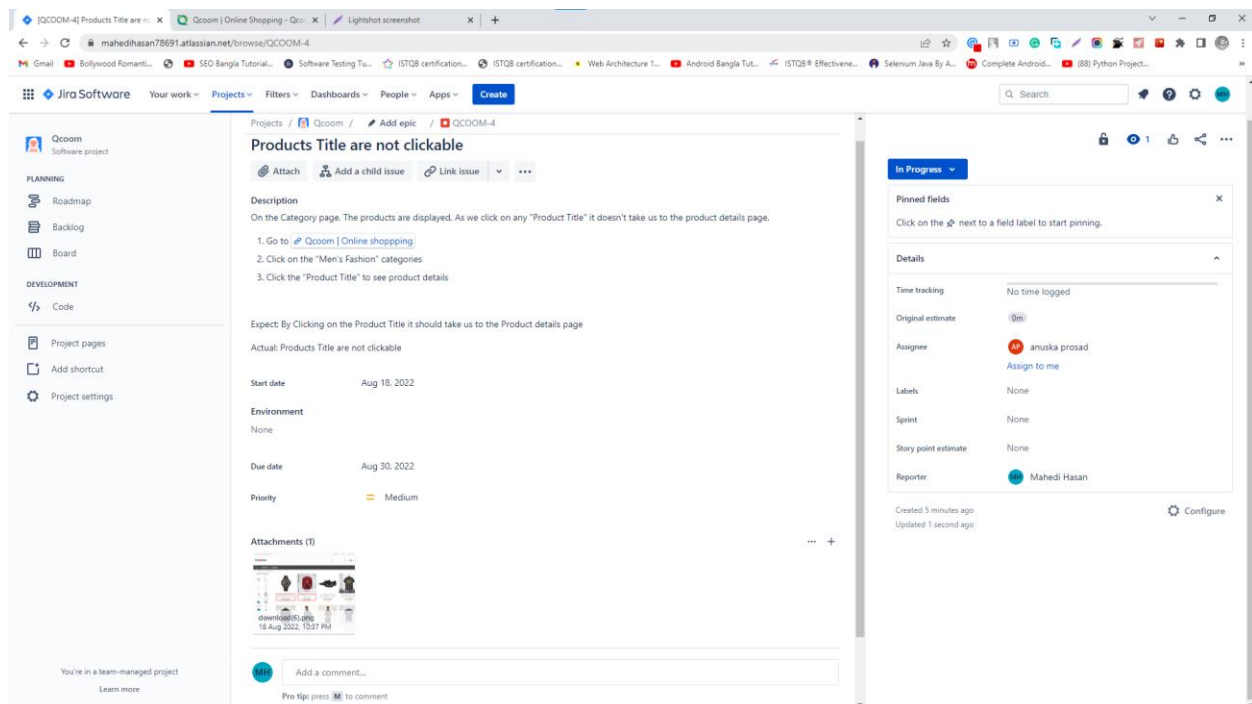 [QCOOM-4] Products Title are n
Qcoom | Online Shopping - Qco
Lightshot screenshot
mahedihasan78691.atlassian.net/browse/QCOOM-4
Gmail
Bollywood Romanti...
SEO Bangla Tutorial...
Software Testing Tu...
ISTQB certification...
ISTQB certification...
Web Architecture 1...
Android Bangla Tut...
ISTQB® Effectivene...
Selenium Java By A...
Complete Android...
(88) Python Project...
Jira Software
Your work
Projects
Filters
Dashboards
People
Apps
Create
Search
MH
Qcoom
Software project
PLANNING
Roadmap
Backlog
Board
DEVELOPMENT
Code
Project pages
Add shortcut
Project settings
You're in a team-managed project
Learn more
Projects / Qcoom / Add epic / QCOOM-4
Products Title are not clickable
Attach
Add a child issue
Link issue
Description
On the Category page. The products are displayed. As we click on any "Product Title" it doesn't take us to the product details page.
1. Go to Qcoom | Online shoppping
2. Click on the "Men's Fashion" categories
3. Click the "Product Title" to see product details
Expect: By Clicking on the Product Title it should take us to the Product details page
Actual: Products Title are not clickable
Start date Aug 18, 2022
Environment
None
Due date Aug 30, 2022
Priority Medium
Attachments (1)
download(6).png
18 Aug 2022, 10:37 PM
MH
Add a comment...
Pro tip: press M to comment
1
In Progress
Pinned fields
Click on the next to a field label to start pinning.
Details
Time tracking No time logged
Original estimate 0m
Assignee AP anuska prosad
Assign to me
Labels None
Sprint None
Story point estimate None
Reporter MH Mahedi Hasan
Created 5 minutes ago
Updated 1 second ago
Configure